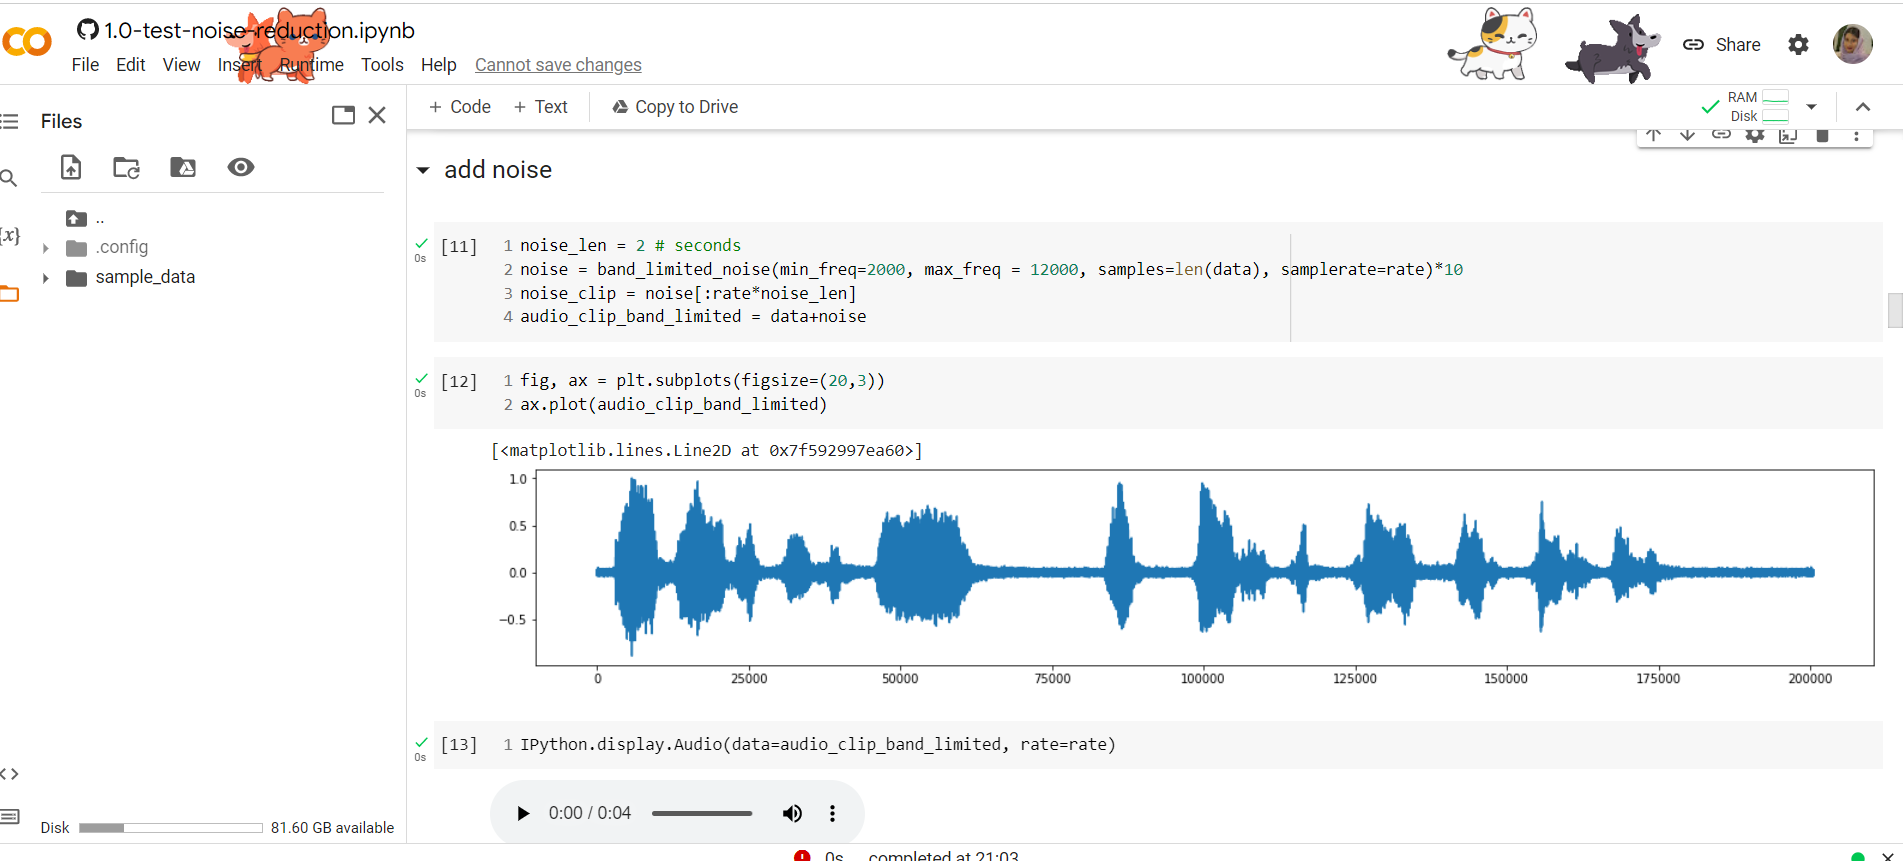 1.0-test-noise-reduction.ipynb
File Edit View Insert Runtime Tools Help Cannot save changes
Share
Files
+ Code + Text Copy to Drive
RAM
Disk
add noise
..
.config
sample_data
{x}
[11]
0s
1 noise_len = 2 # seconds
2 noise = band_limited_noise(min_freq=2000, max_freq = 12000, samples=len(data), samplerate=rate)*10
3 noise_clip = noise[:rate*noise_len]
4 audio_clip_band_limited = data+noise
[12]
0s
1 fig, ax = plt.subplots(figsize=(20,3))
2 ax.plot(audio_clip_band_limited)
[<matplotlib.lines.Line2D at 0x7f592997ea60>]
1.0
0.5
0.0
−0.5
0 25000 50000 75000 100000 125000 150000 175000 200000
[13]
0s
1 IPython.display.Audio(data=audio_clip_band_limited, rate=rate)
0:00 / 0:04
Disk 81.60 GB available
0s completed at 21:03